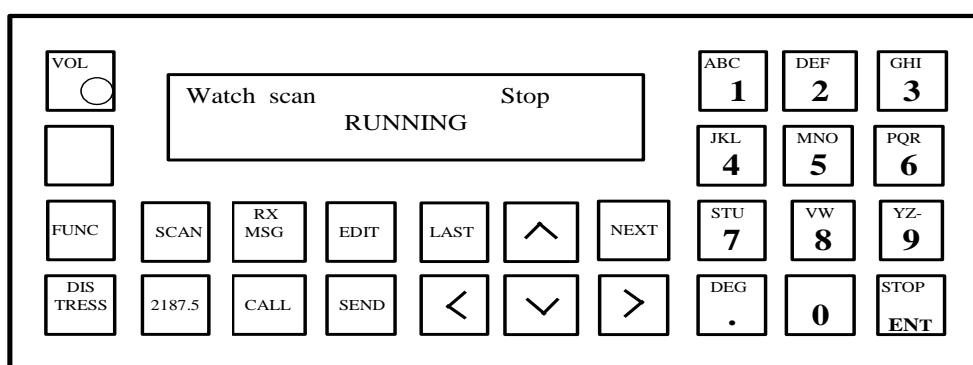 VOL
Watch scan Stop
RUNNING
ABC DEF GHI
1 2 3
JKL MNO PQR
4 5 6
FUNC SCAN RX MSG EDIT LAST NEXT
STU VW YZ-
7 8 9
DIS TRESS 2187.5 CALL SEND
DEG STOP
. 0 ENT